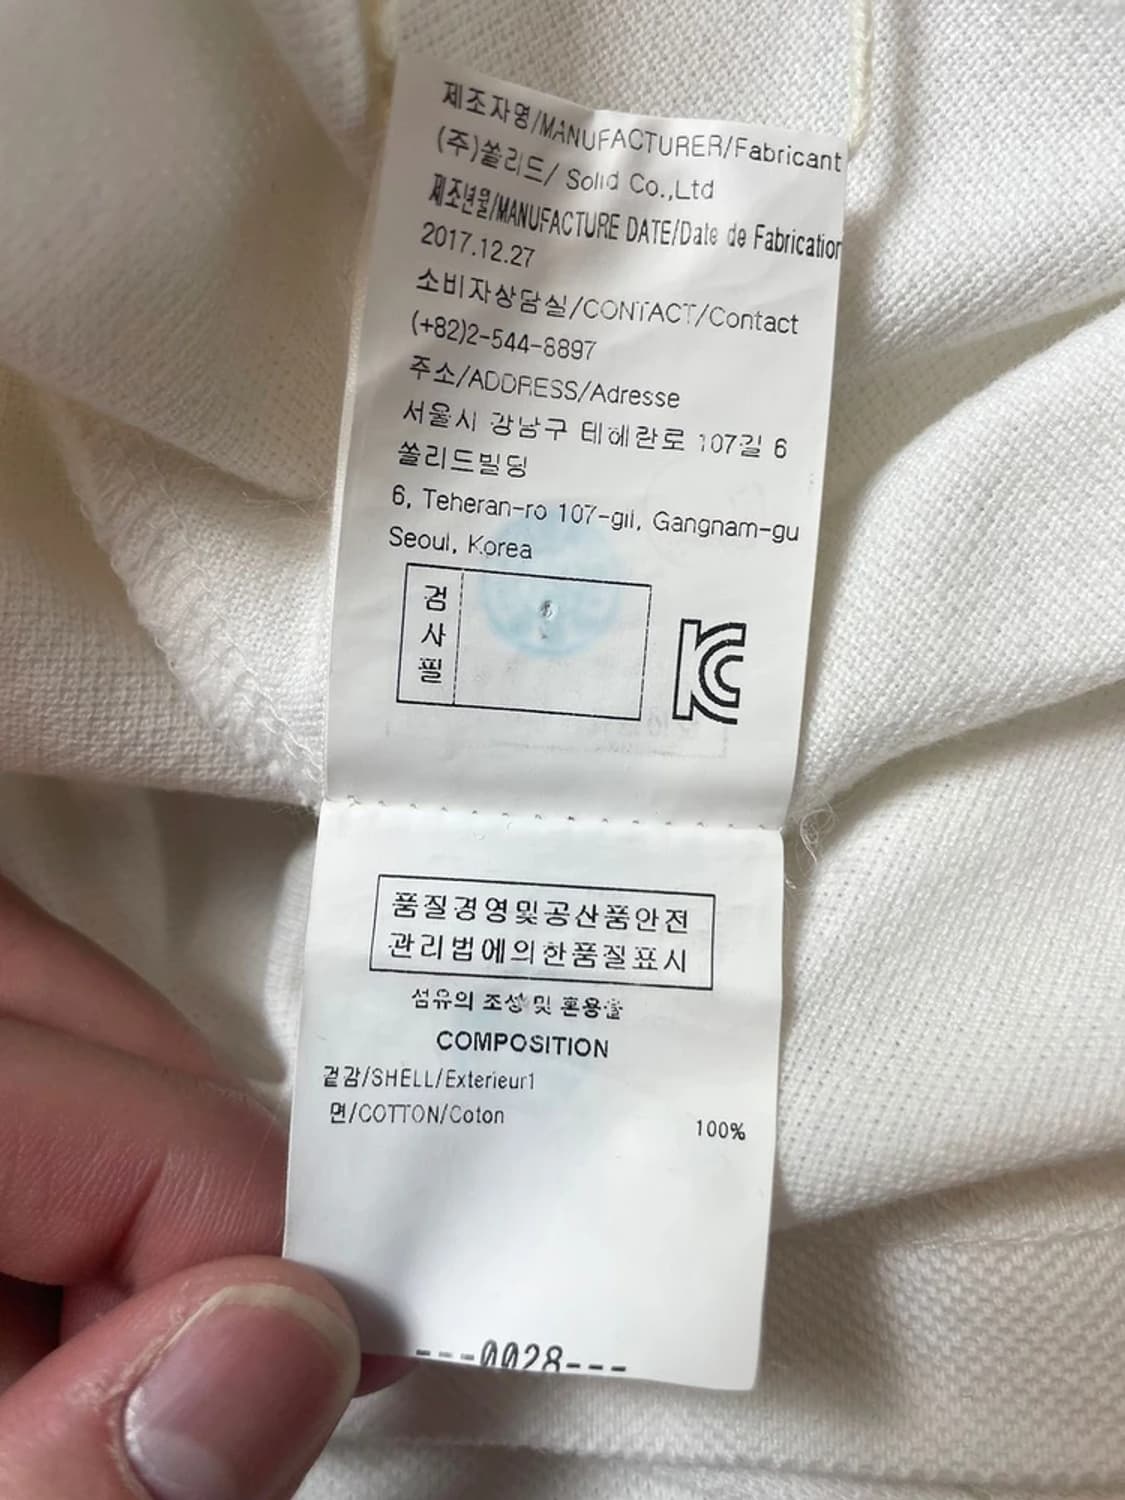 제조자명/MANUFACTURER/Fabricant
(주)쏠리드/ Solid Co.,Ltd
제조년월/MANUFACTURE DATE/Date de Fabrication
2017.12.27
소비자상담실/CONTACT/Contact
(+82)2-544-8897
주소/ADDRESS/Adresse
서울시 강남구 테헤란로 107길 6
쏠리드빌딩
6, Teheran-ro 107-gil, Gangnam-gu
Seoul, Korea
검사필
KC
품질경영및공산품안전
관리법에의한품질표시
섬유의 조성 및 혼용율
COMPOSITION
겉감/SHELL/Exterieur1
면/COTTON/Coton 100%
---0028---